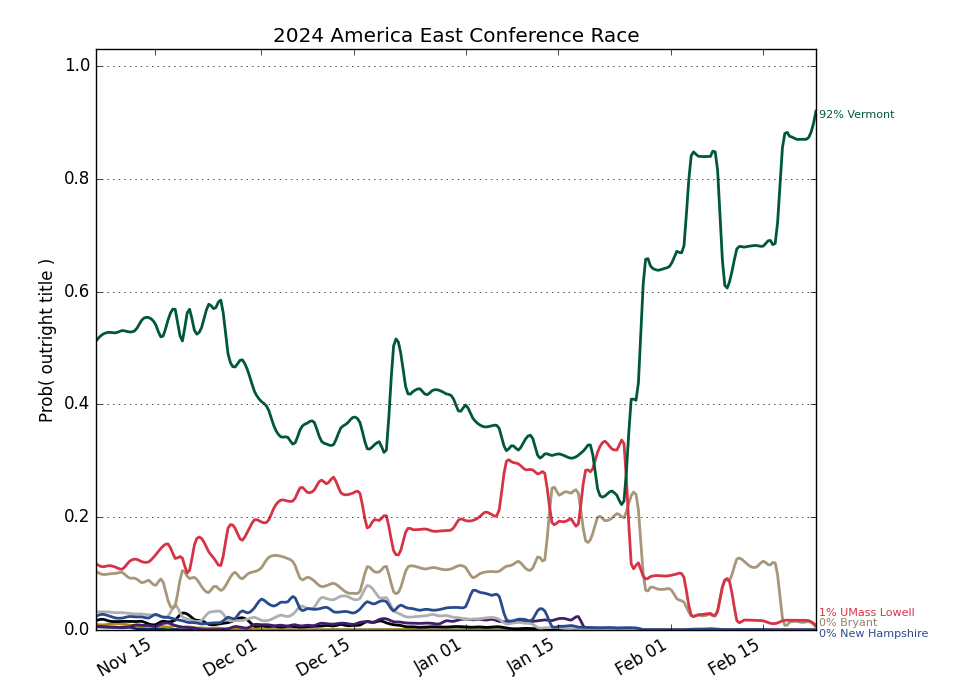 2024 America East Conference Race
Prob( outright title )
1.0
0.8
0.6
0.4
0.2
0.0
92% Vermont
1% UMass Lowell
0% Bryant
0% New Hampshire
Nov 15
Dec 01
Dec 15
Jan 01
Jan 15
Feb 01
Feb 15